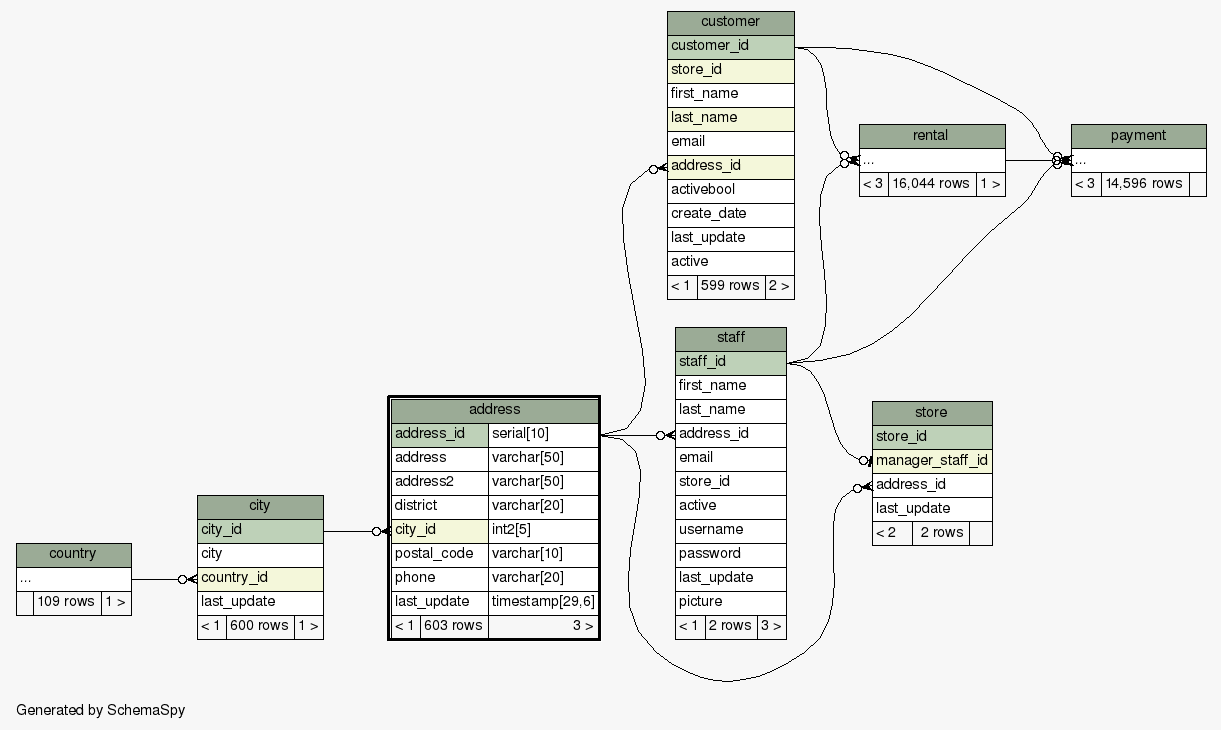 customer
customer_id
store_id
first_name
last_name
email
address_id
activebool
create_date
last_update
active
< 1 599 rows 2 >
rental
...
< 3 16,044 rows 1 >
payment
...
< 3 14,596 rows
staff
staff_id
first_name
last_name
address_id
email
store_id
active
username
password
last_update
picture
< 1 2 rows 3 >
store
store_id
manager_staff_id
address_id
last_update
< 2 2 rows
address
address_id serial[10]
address varchar[50]
address2 varchar[50]
district varchar[20]
city_id int2[5]
postal_code varchar[10]
phone varchar[20]
last_update timestamp[29,6]
< 1 603 rows 3 >
city
city_id
city
country_id
last_update
< 1 600 rows 1 >
country
...
109 rows 1 >
Generated by SchemaSpy